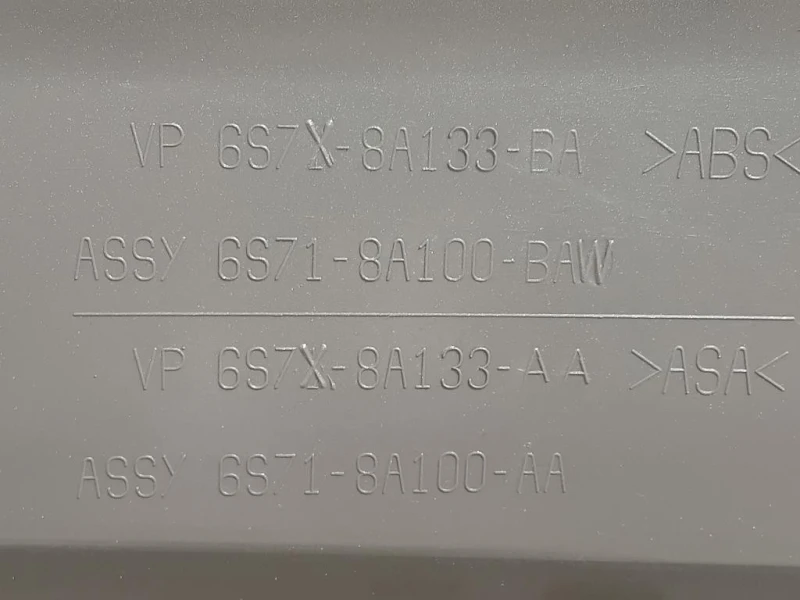 VP 6S7X-8A133-BA >ABS<
ASSY 6S71-8A100-BAW
VP 6S7X-8A133-AA >ASA<
ASSY 6S71-8A100-AA